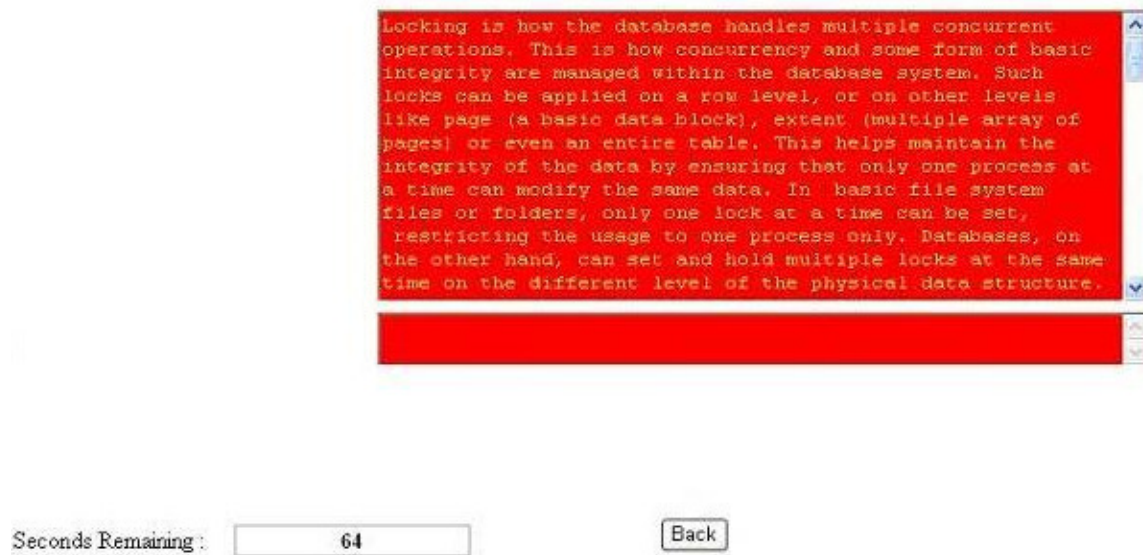 Locking is how the database handles multiple concurrent
operations. This is how concurrency and some form of basic
integrity are managed within the database system. Such
locks can be applied on a row level, or on other levels
like page (a basic data block), extent (multiple array of
pages) or even an entire table. This helps maintain the
integrity of the data by ensuring that only one process at
a time can modify the same data. In  basic file system
files or folders, only one lock at a time can be set,
 restricting the usage to one process only. Databases, on
the other hand, can set and hold multiple locks at the same
time on the different level of the physical data structure.
Seconds Remaining : 64 Back